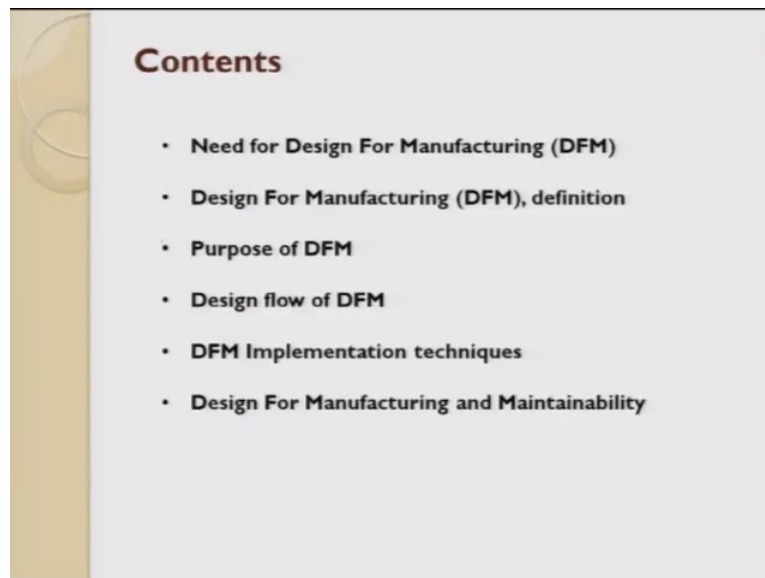 Contents
• Need for Design For Manufacturing (DFM)
• Design For Manufacturing (DFM), definition
• Purpose of DFM
• Design flow of DFM
• DFM Implementation techniques
• Design For Manufacturing and Maintainability